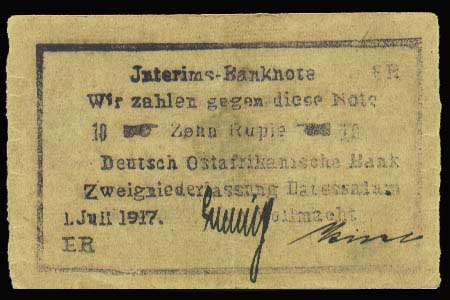 Interims-Banknote ER
Wir zahlen gegen diese Note
10 Zehn Rupie 10
Deutsch Ostafrikanische Bank
Zweigniederlassung Daressalam
1. Juli 1917. Vollmacht
ER